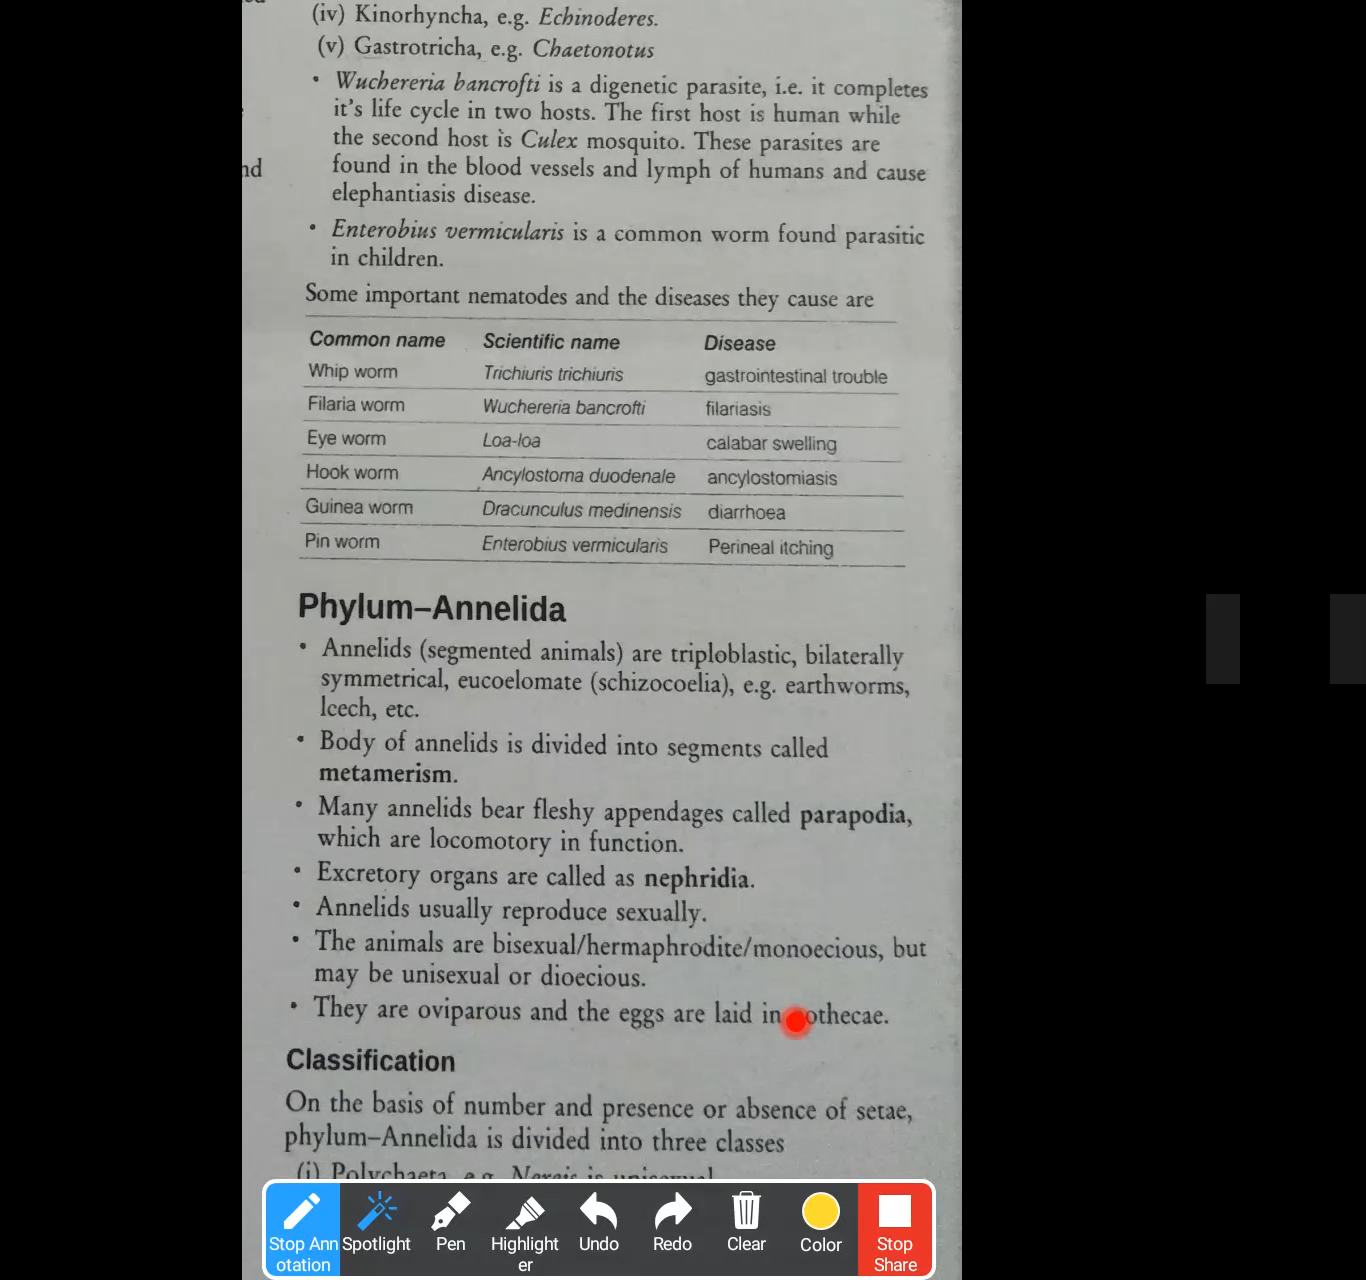 (iv) Kinorhyncha, e.g. Echinoderes.
(v) Gastrotricha, e.g. Chaetonotus
• Wuchereria bancrofti is a digenetic parasite, i.e. it completes
it's life cycle in two hosts. The first host is human while
the second host is Culex mosquito. These parasites are
found in the blood vessels and lymph of humans and cause
elephantiasis disease.
• Enterobius vermicularis is a common worm found parasitic
in children.
Some important nematodes and the diseases they cause are
Common name Scientific name Disease
Whip worm Trichiuris trichiuris gastrointestinal trouble
Filaria worm Wuchereria bancrofti filariasis
Eye worm Loa-loa calabar swelling
Hook worm Ancylostoma duodenale ancylostomiasis
Guinea worm Dracunculus medinensis diarrhoea
Pin worm Enterobius vermicularis Perineal itching
Phylum–Annelida
• Annelids (segmented animals) are triploblastic, bilaterally
symmetrical, eucoelomate (schizocoelia), e.g. earthworms,
leech, etc.
• Body of annelids is divided into segments called
metamerism.
• Many annelids bear fleshy appendages called parapodia,
which are locomotory in function.
• Excretory organs are called as nephridia.
• Annelids usually reproduce sexually.
• The animals are bisexual/hermaphrodite/monoecious, but
may be unisexual or dioecious.
• They are oviparous and the eggs are laid in
Classification
On the basis of number and presence or absence of setae,
phylum–Annelida is divided into three classes
(i) Polychaeta, e.g. Nereis is unisexual
Stop Annotation Spotlight Pen Highlighter Undo Redo Clear Color Stop Share